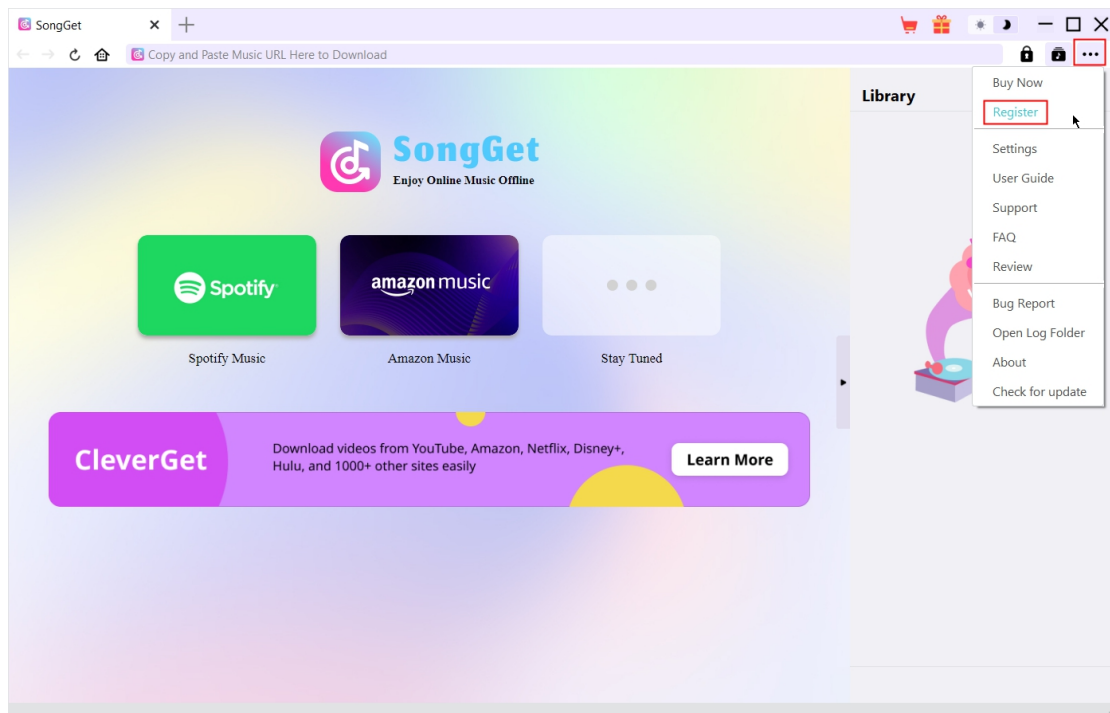 SongGet
Copy and Paste Music URL Here to Download
Library
Buy Now
Register
Settings
User Guide
Support
FAQ
Review
Bug Report
Open Log Folder
About
Check for update
SongGet
Enjoy Online Music Offline
Spotify
amazon music
Spotify Music
Amazon Music
Stay Tuned
CleverGet
Download videos from YouTube, Amazon, Netflix, Disney+,
Hulu, and 1000+ other sites easily
Learn More